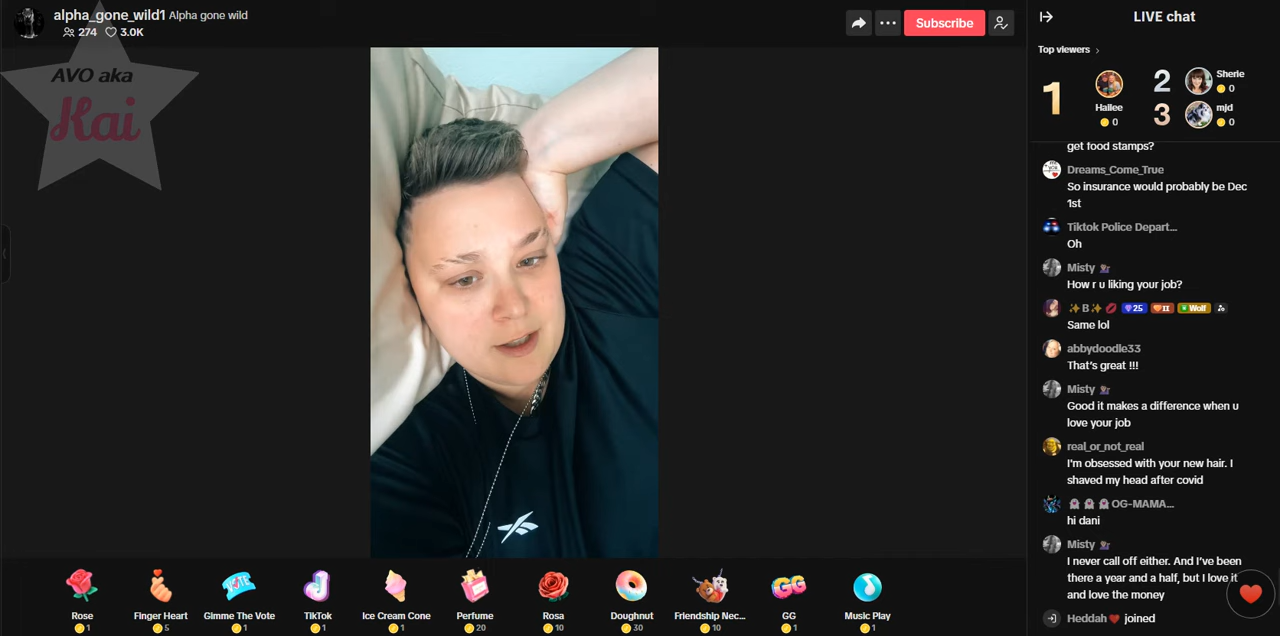 alpha_gone_wild1 Alpha gone wild
274 3.0K
Subscribe
AVO aka
Kai
LIVE chat
Top viewers
1
Hailee
0
2
Sherie
0
3
mjd
0
get food stamps?
Dreams_Come_True
So insurance would probably be Dec
1st
Tiktok Police Depart...
Oh
Misty
How r u liking your job?
B 25 II Wolf
Same lol
abbydoodle33
That's great !!!
Misty
Good it makes a difference when u
love your job
real_or_not_real
I'm obsessed with your new hair. I
shaved my head after covid
OG-MAMA...
hi dani
Misty
I never call off either. And I've been
there a year and a half, but I love it
and love the money
Heddah joined
Rose
1
Finger Heart
5
Gimme The Vote
1
TikTok
1
Ice Cream Cone
1
Perfume
20
Rosa
10
Doughnut
30
Friendship Nec...
10
GG
1
Music Play
1